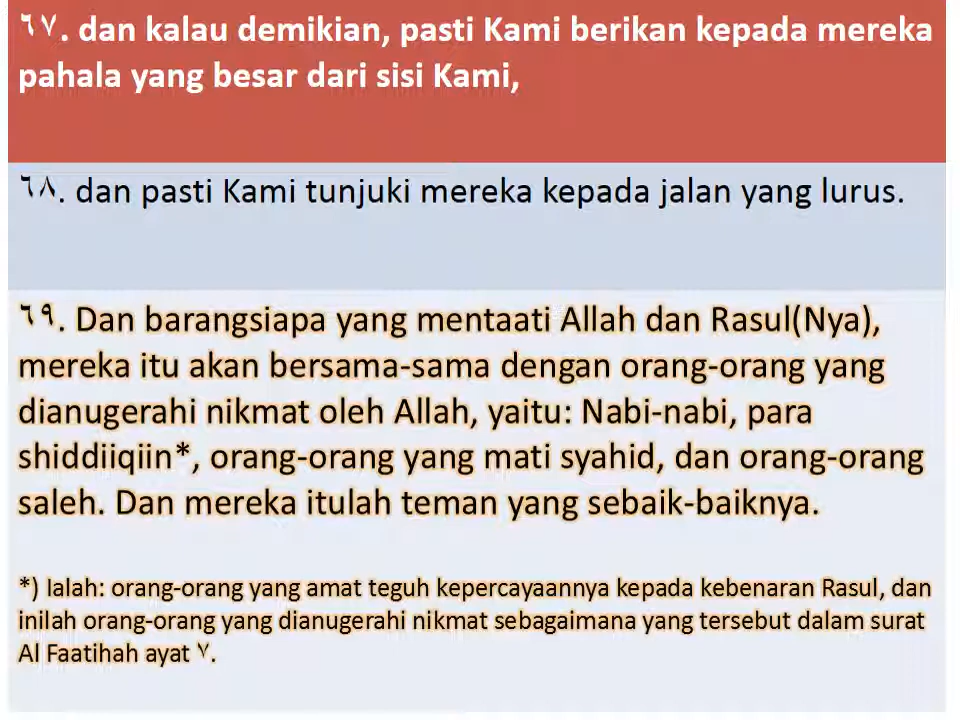 ٦٧. dan kalau demikian, pasti Kami berikan kepada mereka
pahala yang besar dari sisi Kami,
٦٨. dan pasti Kami tunjuki mereka kepada jalan yang lurus.
٦٩. Dan barangsiapa yang mentaati Allah dan Rasul(Nya),
mereka itu akan bersama-sama dengan orang-orang yang
dianugerahi nikmat oleh Allah, yaitu: Nabi-nabi, para
shiddiiqiin*, orang-orang yang mati syahid, dan orang-orang
saleh. Dan mereka itulah teman yang sebaik-baiknya.
*) Ialah: orang-orang yang amat teguh kepercayaannya kepada kebenaran Rasul, dan
inilah orang-orang yang dianugerahi nikmat sebagaimana yang tersebut dalam surat
Al Faatihah ayat ٧.